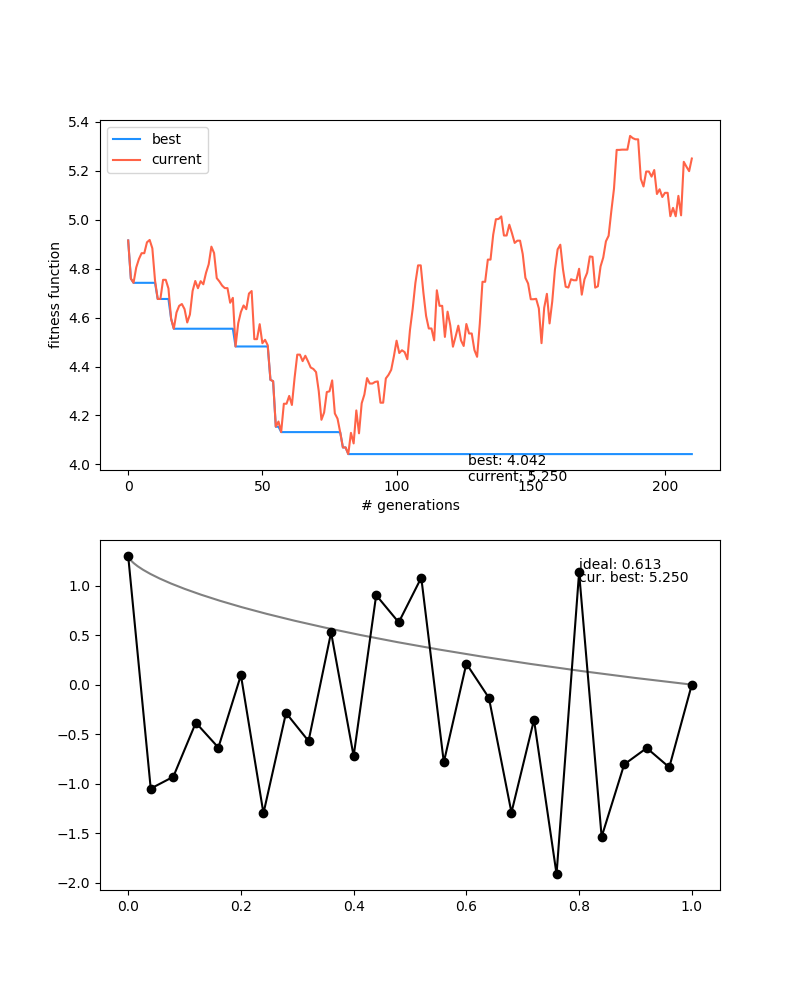 5.4
best
current
5.2
5.0
4.8
4.6
4.4
4.2
4.0
fitness function
best: 4.042
current: 5.250
0 50 100 150 200
# generations
ideal: 0.613
cur. best: 5.250
1.0
0.5
0.0
−0.5
−1.0
−1.5
−2.0
0.0 0.2 0.4 0.6 0.8 1.0